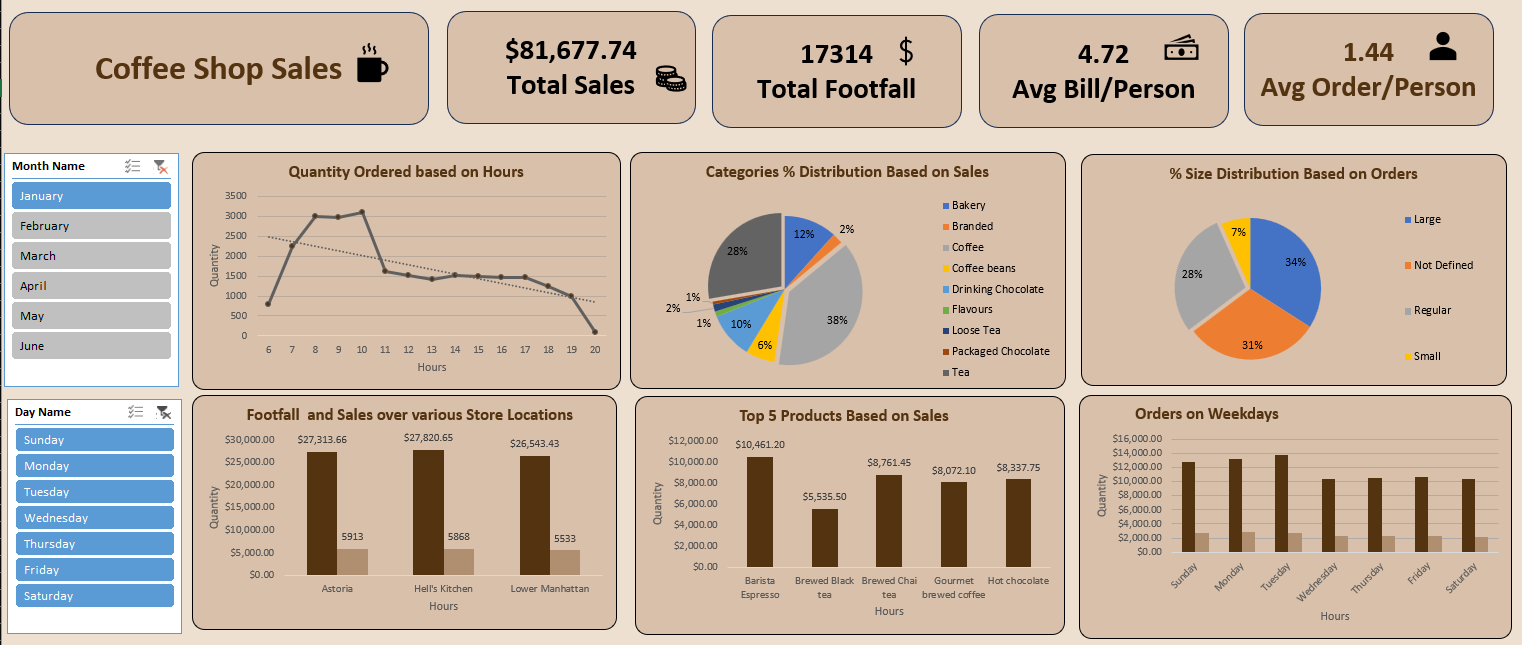 Coffee Shop Sales
$81,677.74
Total Sales
17314
Total Footfall
4.72
Avg Bill/Person
1.44
Avg Order/Person
Month Name
January
February
March
April
May
June
Quantity Ordered based on Hours
Quantity
3500
3000
2500
2000
1500
1000
500
0
6 7 8 9 10 11 12 13 14 15 16 17 18 19 20
Hours
Categories % Distribution Based on Sales
12%
2%
38%
6%
10%
1%
2%
1%
28%
Bakery
Branded
Coffee
Coffee beans
Drinking Chocolate
Flavours
Loose Tea
Packaged Chocolate
Tea
% Size Distribution Based on Orders
34%
31%
28%
7%
Large
Not Defined
Regular
Small
Day Name
Sunday
Monday
Tuesday
Wednesday
Thursday
Friday
Saturday
Footfall  and Sales over various Store Locations
Quantity
$30,000.00
$25,000.00
$20,000.00
$15,000.00
$10,000.00
$5,000.00
$0.00
$27,313.66
5913
$27,820.65
5868
$26,543.43
5533
Astoria Hell's Kitchen Lower Manhattan
Hours
Top 5 Products Based on Sales
Quantity
$12,000.00
$10,000.00
$8,000.00
$6,000.00
$4,000.00
$2,000.00
$0.00
$10,461.20
$5,535.50
$8,761.45
$8,072.10
$8,337.75
Barista
Espresso
Brewed Black
tea
Brewed Chai
tea
Gourmet
brewed coffee
Hot chocolate
Hours
Orders on Weekdays
Quantity
$16,000.00
$14,000.00
$12,000.00
$10,000.00
$8,000.00
$6,000.00
$4,000.00
$2,000.00
$0.00
Sunday
Monday
Tuesday
Wednesday
Thursday
Friday
Saturday
Hours